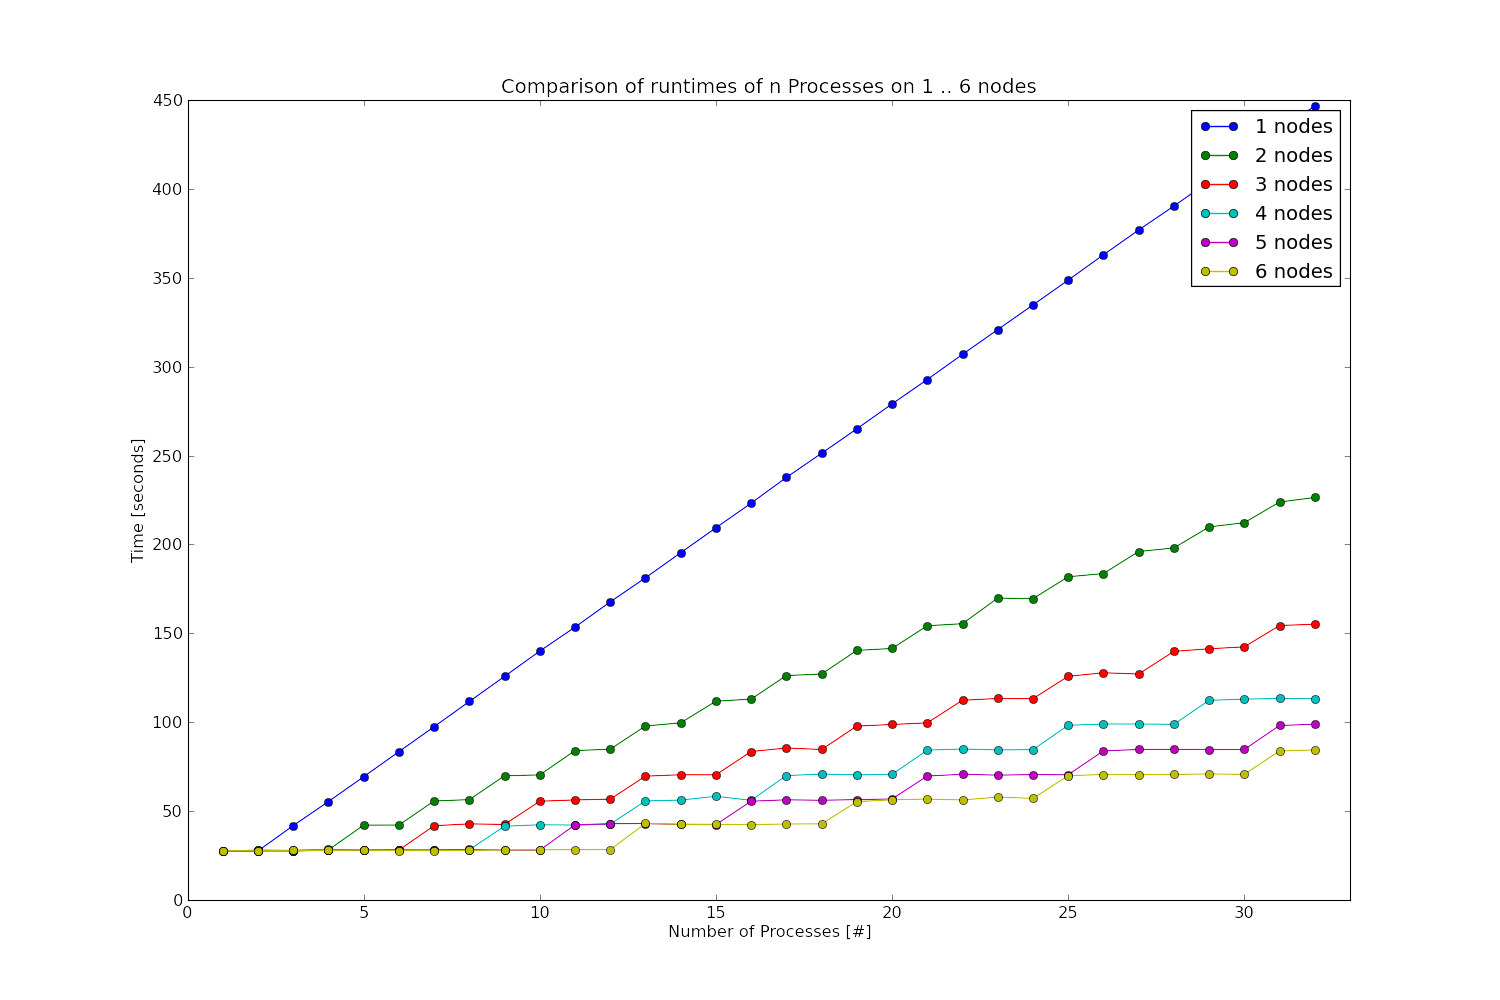 Comparison of runtimes of n Processes on 1 .. 6 nodes
450
400
350
300
250
200
150
100
50
0
Time [seconds]
1 nodes
2 nodes
3 nodes
4 nodes
5 nodes
6 nodes
0 5 10 15 20 25 30
Number of Processes [#]